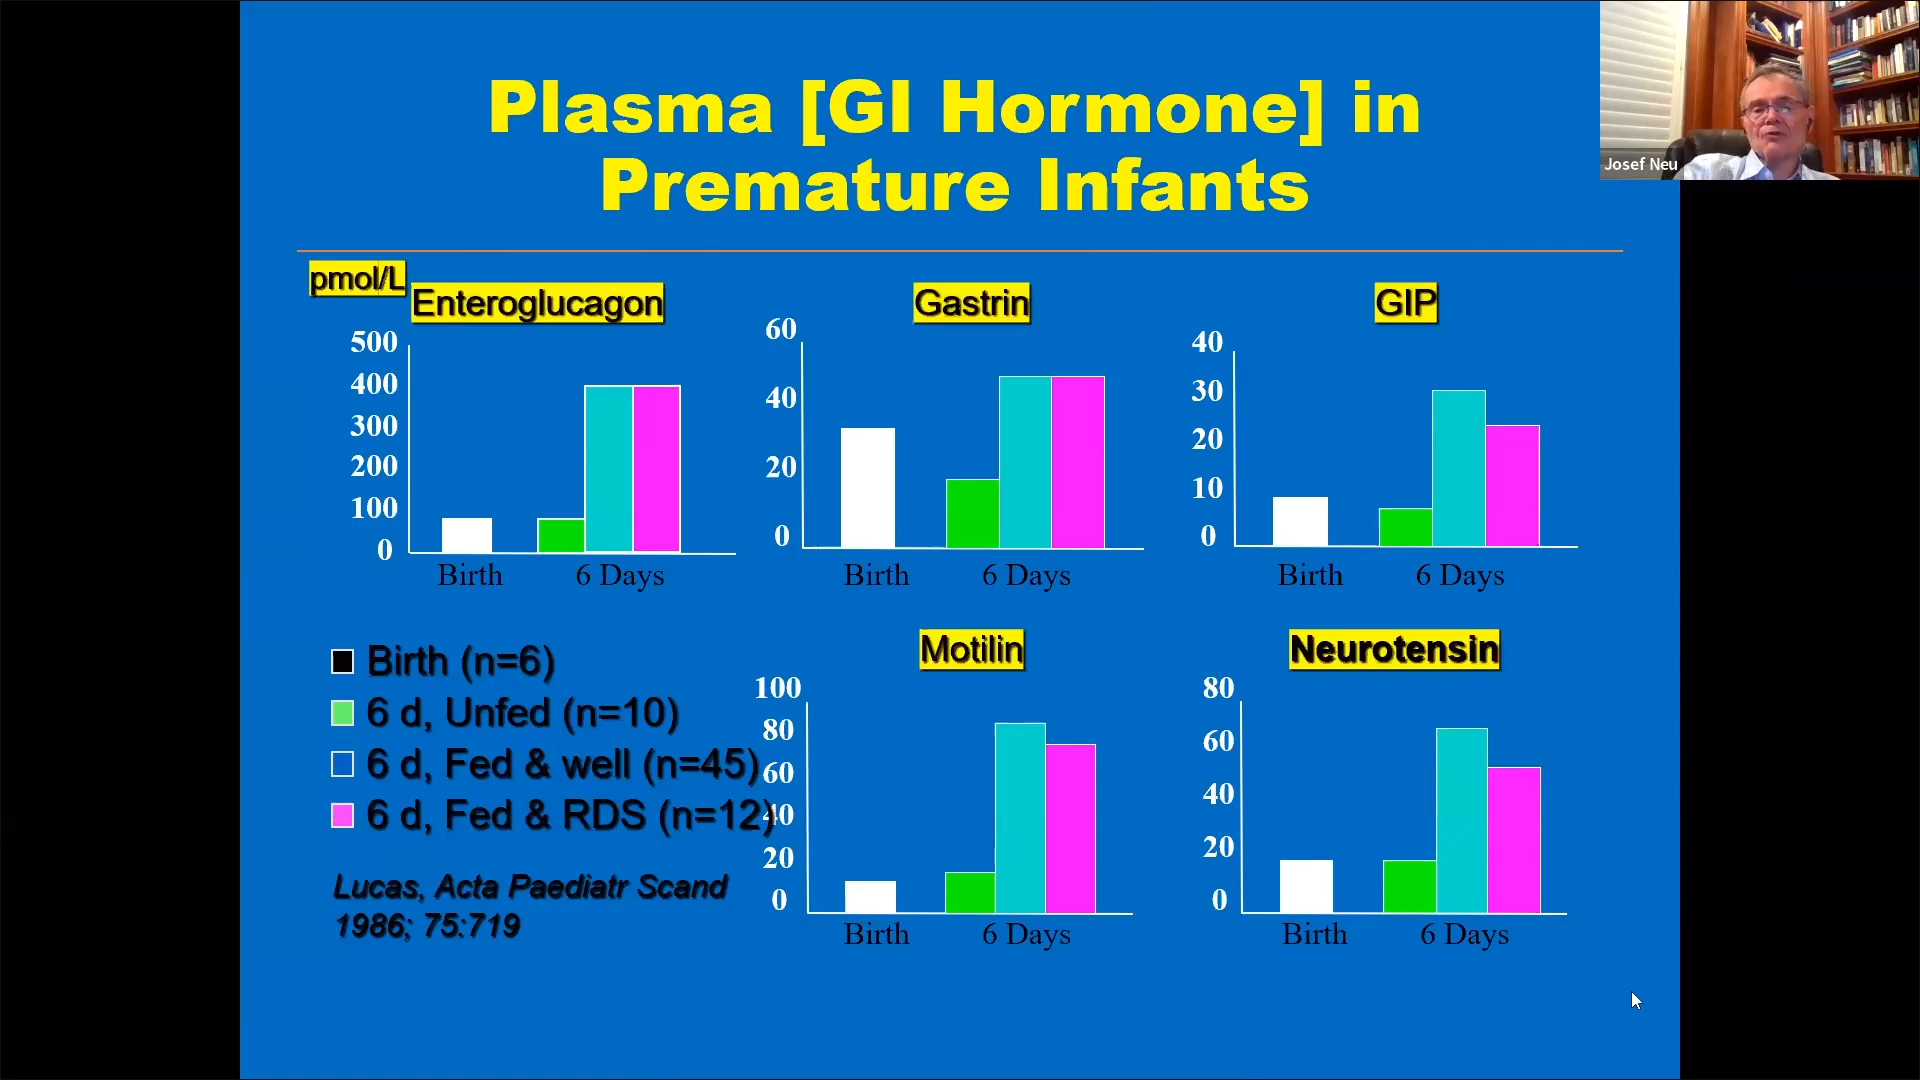 Plasma [GI Hormone] in
Premature Infants
Josef Neu
pmol/L
Enteroglucagon
500
400
300
200
100
0
Birth
6 Days
Gastrin
60
40
20
0
Birth
6 Days
GIP
40
30
20
10
0
Birth
6 Days
Birth (n=6)
6 d, Unfed (n=10)
6 d, Fed & well (n=45)
6 d, Fed & RDS (n=12)
Lucas, Acta Paediatr Scand
1986; 75:719
Motilin
100
80
60
40
20
0
Birth
6 Days
Neurotensin
80
60
40
20
0
Birth
6 Days